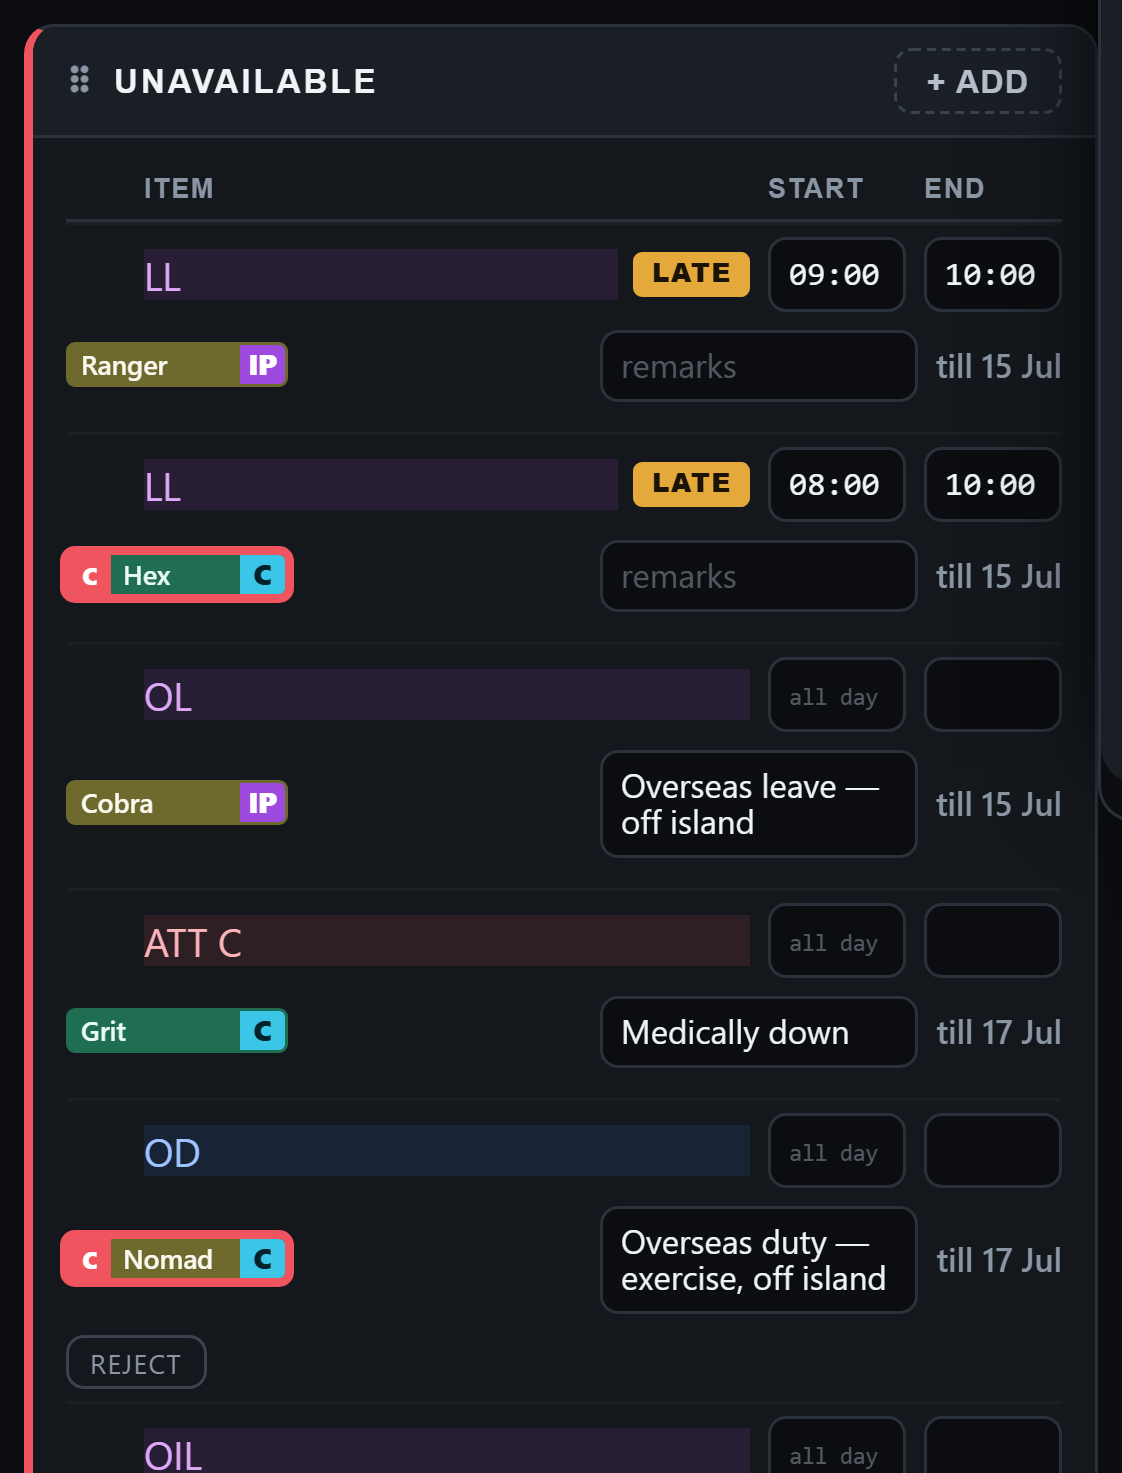 UNAVAILABLE
+ ADD
ITEM START END
LL LATE 09:00 10:00
Ranger IP remarks till 15 Jul
LL LATE 08:00 10:00
C Hex C remarks till 15 Jul
OL all day
Cobra IP Overseas leave —
off island till 15 Jul
ATT C all day
Grit C Medically down till 17 Jul
OD all day
C Nomad C Overseas duty —
exercise, off island till 17 Jul
REJECT
OIL all day